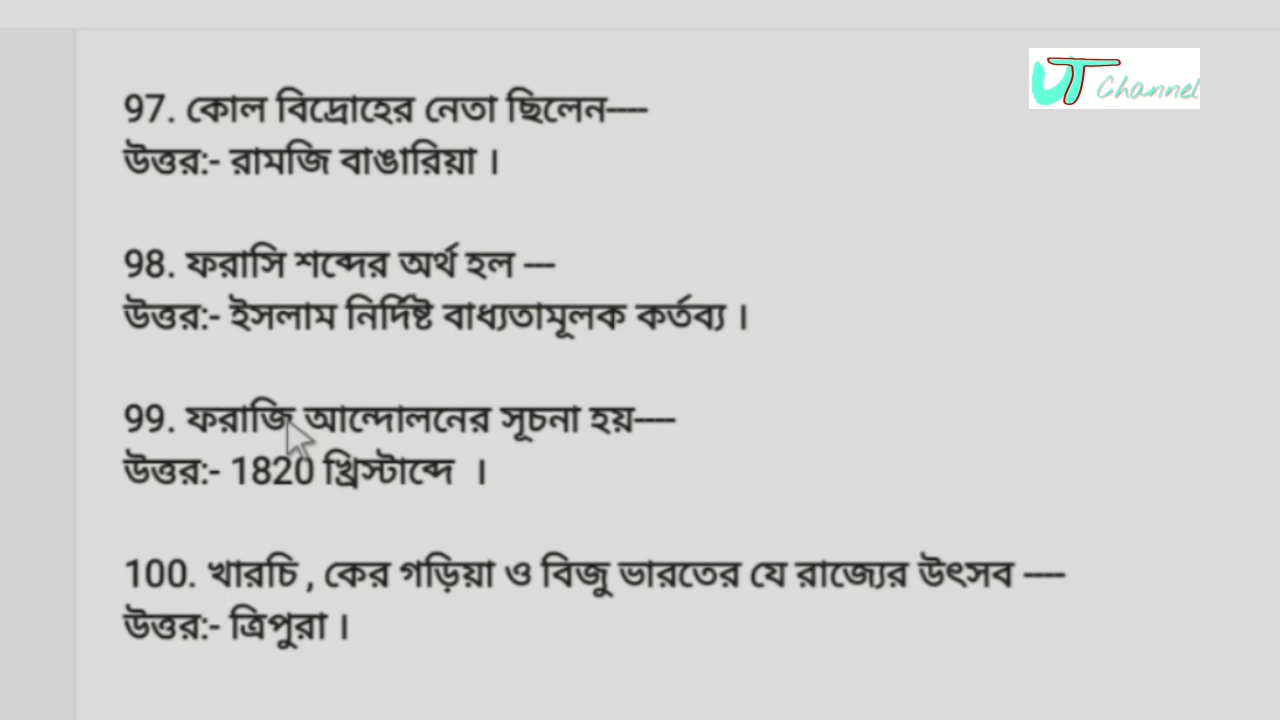 UT Channel
97. কোল বিদ্রোহের নেতা ছিলেন----
উত্তর:- রামজি বাঙারিয়া ।
98. ফরাসি শব্দের অর্থ হল ---
উত্তর:- ইসলাম নির্দিষ্ট বাধ্যতামূলক কর্তব্য ।
99. ফরাজি আন্দোলনের সূচনা হয়----
উত্তর:- 1820 খ্রিস্টাব্দে ।
100. খারচি , কের গড়িয়া ও বিজু ভারতের যে রাজ্যের উৎসব ----
উত্তর:- ত্রিপুরা ।